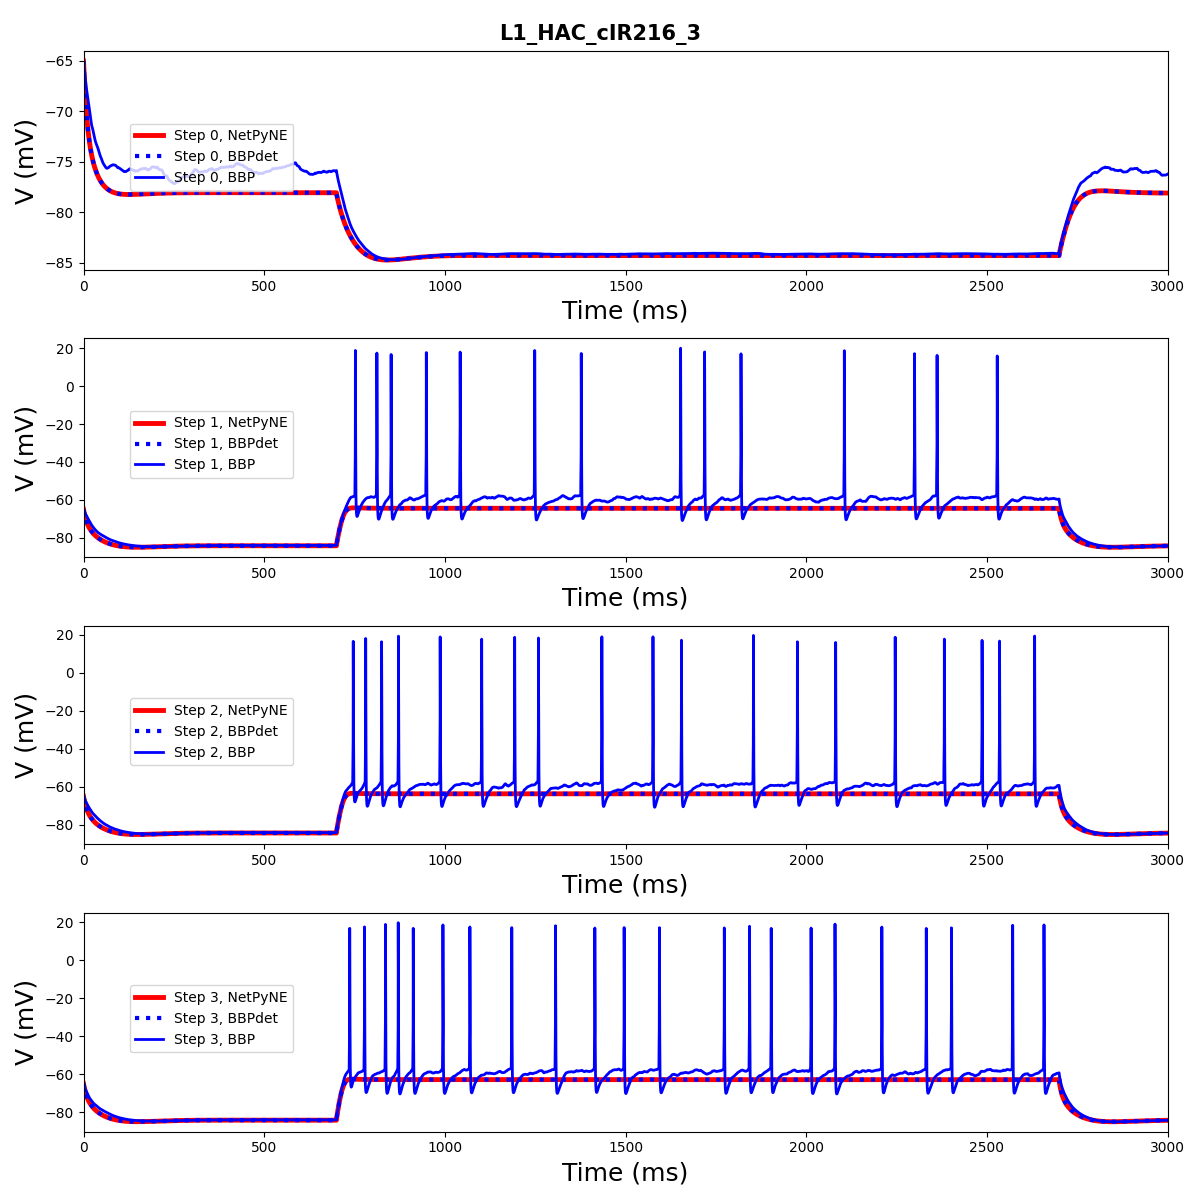 L1_HAC_cIR216_3
−65
−70
−75
−80
−85
V (mV)
Step 0, NetPyNE
Step 0, BBPdet
Step 0, BBP
0 500 1000 1500 2000 2500 3000
Time (ms)
20
0
−20
−40
−60
−80
V (mV)
Step 1, NetPyNE
Step 1, BBPdet
Step 1, BBP
0 500 1000 1500 2000 2500 3000
Time (ms)
20
0
−20
−40
−60
−80
V (mV)
Step 2, NetPyNE
Step 2, BBPdet
Step 2, BBP
0 500 1000 1500 2000 2500 3000
Time (ms)
20
0
−20
−40
−60
−80
V (mV)
Step 3, NetPyNE
Step 3, BBPdet
Step 3, BBP
0 500 1000 1500 2000 2500 3000
Time (ms)